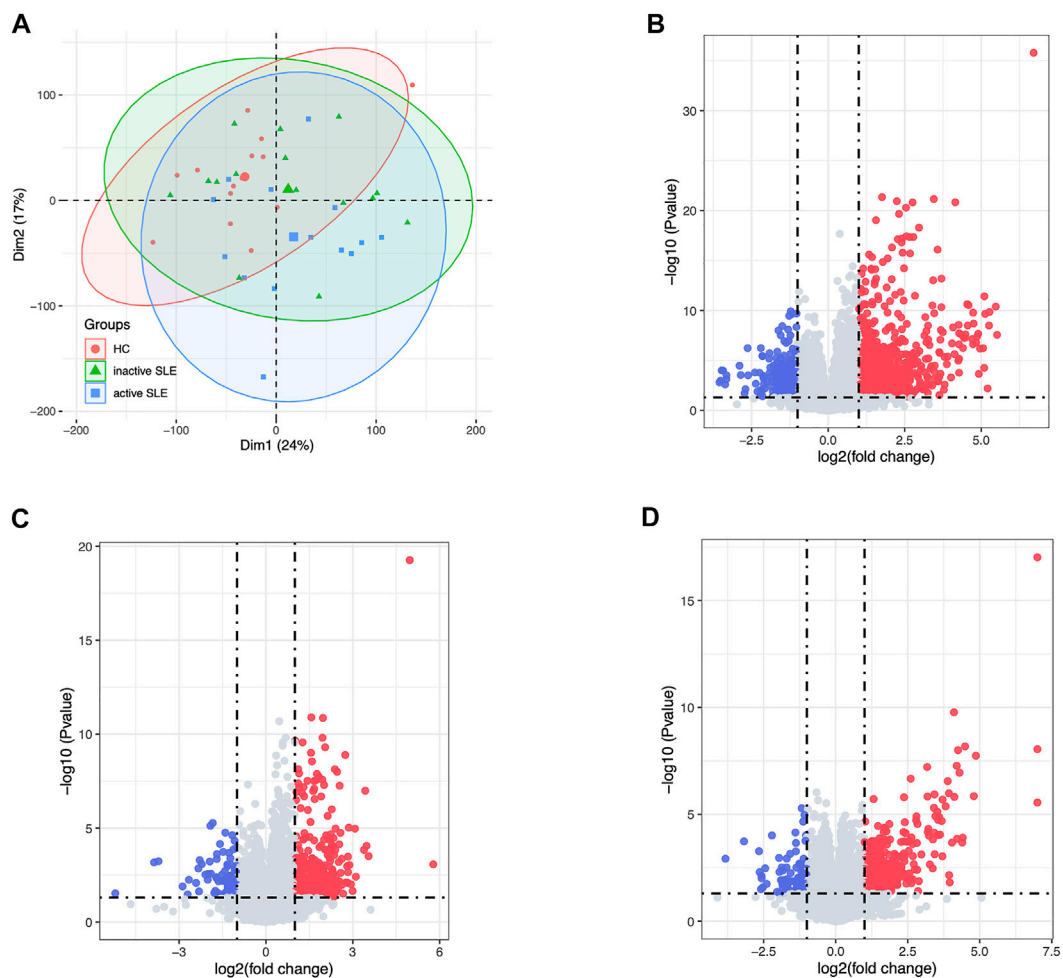 A
100
0
−100
−200
−200
−100
0
100
200
Dim2 (17%)
Dim1 (24%)
Groups
HC
inactive SLE
active SLE
B
30
20
10
0
−2.5
0.0
2.5
5.0
−log10 (Pvalue)
log2(fold change)
C
20
15
10
5
0
−3
0
3
6
−log10 (Pvalue)
log2(fold change)
D
15
10
5
0
−2.5
0.0
2.5
5.0
7.5
−log10 (Pvalue)
log2(fold change)